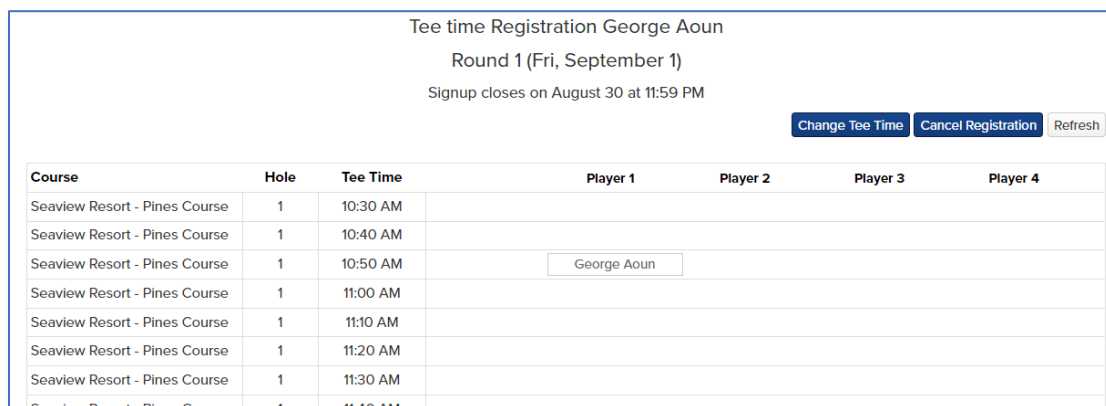 Tee time Registration George Aoun
Round 1 (Fri, September 1)
Signup closes on August 30 at 11:59 PM
Change Tee Time Cancel Registration Refresh
Course Hole Tee Time Player 1 Player 2 Player 3 Player 4
Seaview Resort - Pines Course 1 10:30 AM
Seaview Resort - Pines Course 1 10:40 AM
Seaview Resort - Pines Course 1 10:50 AM George Aoun
Seaview Resort - Pines Course 1 11:00 AM
Seaview Resort - Pines Course 1 11:10 AM
Seaview Resort - Pines Course 1 11:20 AM
Seaview Resort - Pines Course 1 11:30 AM